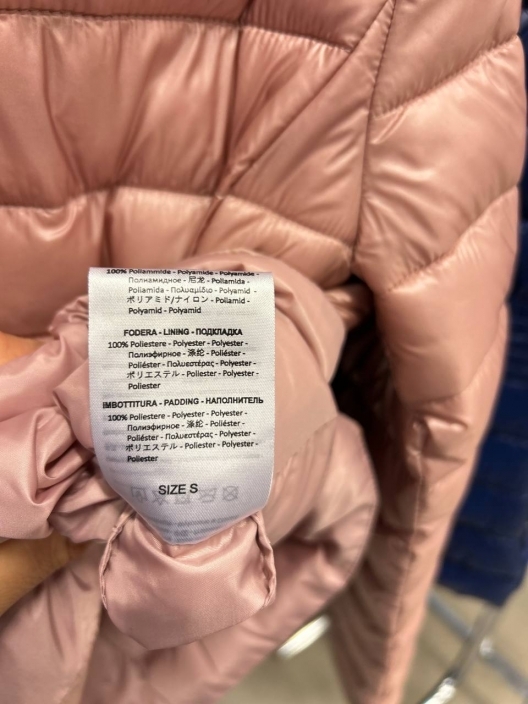 100% Poliammide - Polyamide - Polyamide -
Полиамидное - 尼龙 - Poliamida -
Poliamida - Πολυαμίδιο - Polyamid -
ポリアミド/ナイロン - Poliamid -
Polyamid - Polyamid
FODERA - LINING - ПОДКЛАДКА
100% Poliestere - Polyester - Polyester -
Полиэфирное - 涤纶 - Poliéster -
Poliéster - Πολυεστέρας - Polyester -
ポリエステル - Poliester - Polyester -
Poliester
IMBOTTITURA - PADDING - НАПОЛНИТЕЛЬ
100% Poliestere - Polyester - Polyester -
Полиэфирное - 涤纶 - Poliéster -
Poliéster - Πολυεστέρας - Polyester -
ポリエステル - Poliester - Polyester -
Poliester
SIZE S